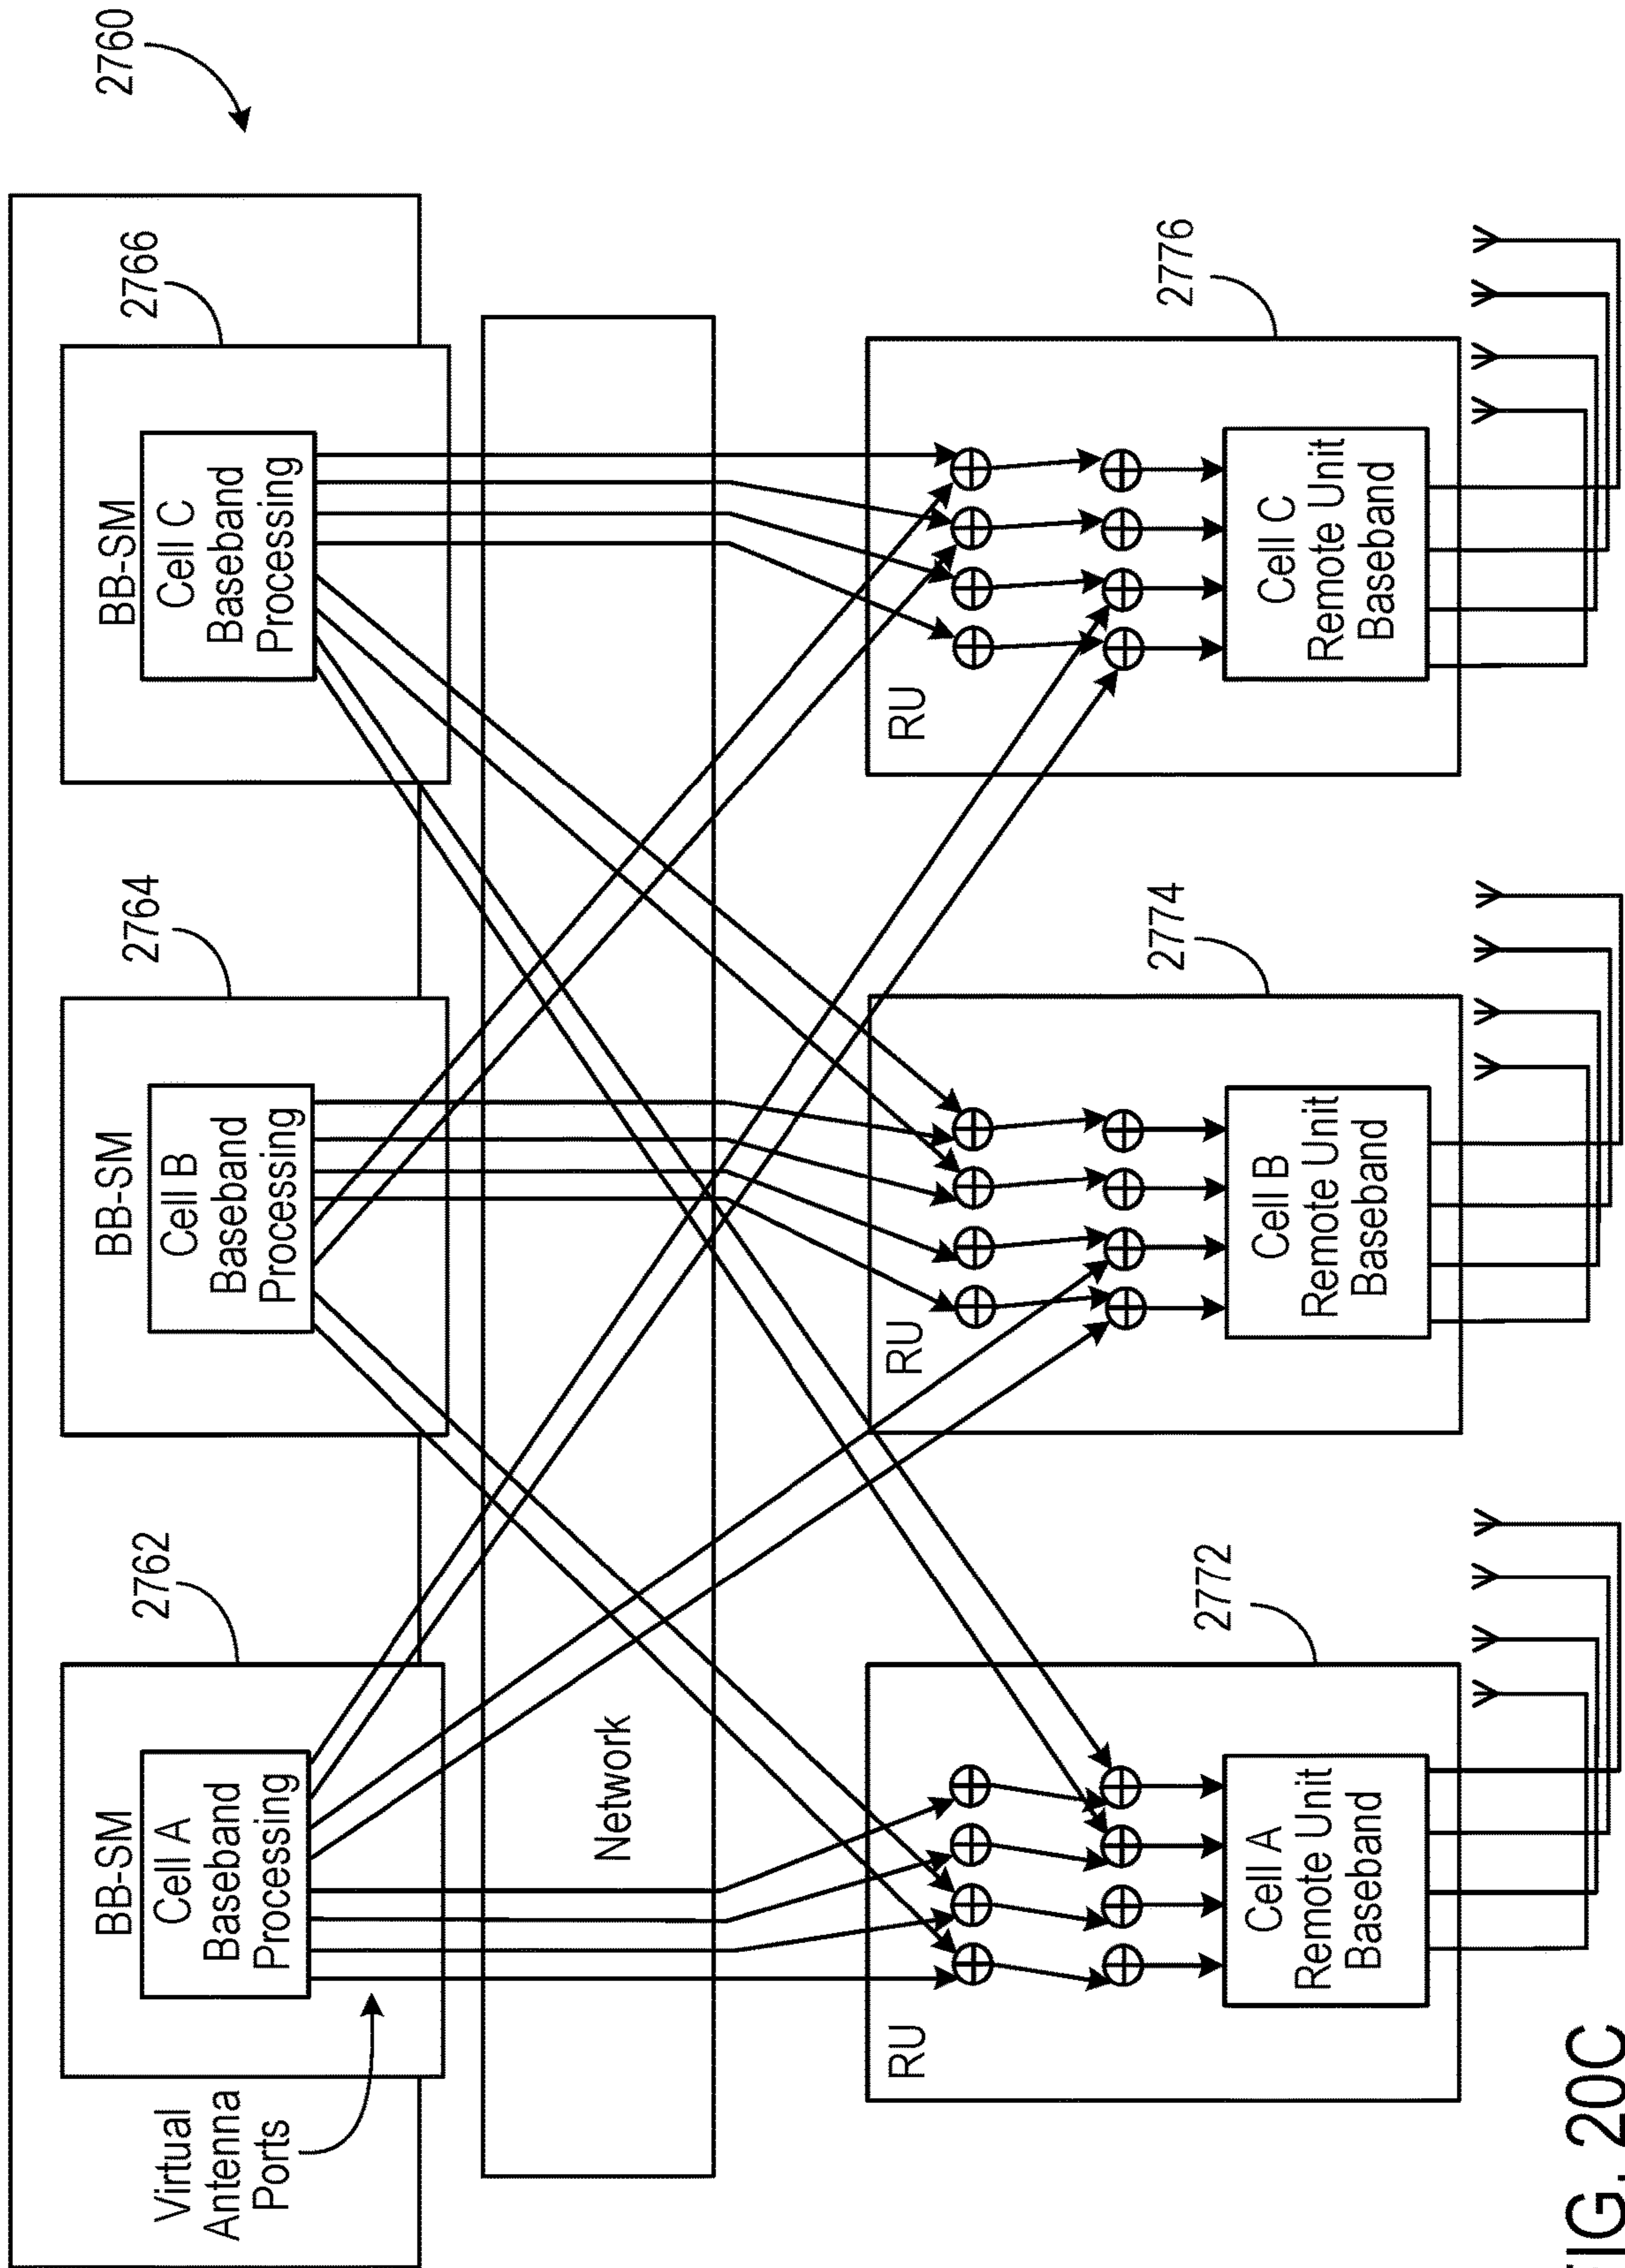 2760
2762
2764
2766
BB-SM
Cell A
Baseband
Processing
BB-SM
Cell B
Baseband
Processing
BB-SM
Cell C
Baseband
Processing
Virtual
Antenna
Ports
Network
2772
2774
2776
RU
Cell A
Remote Unit
Baseband
RU
Cell B
Remote Unit
Baseband
RU
Cell C
Remote Unit
Baseband
FIG. 20C